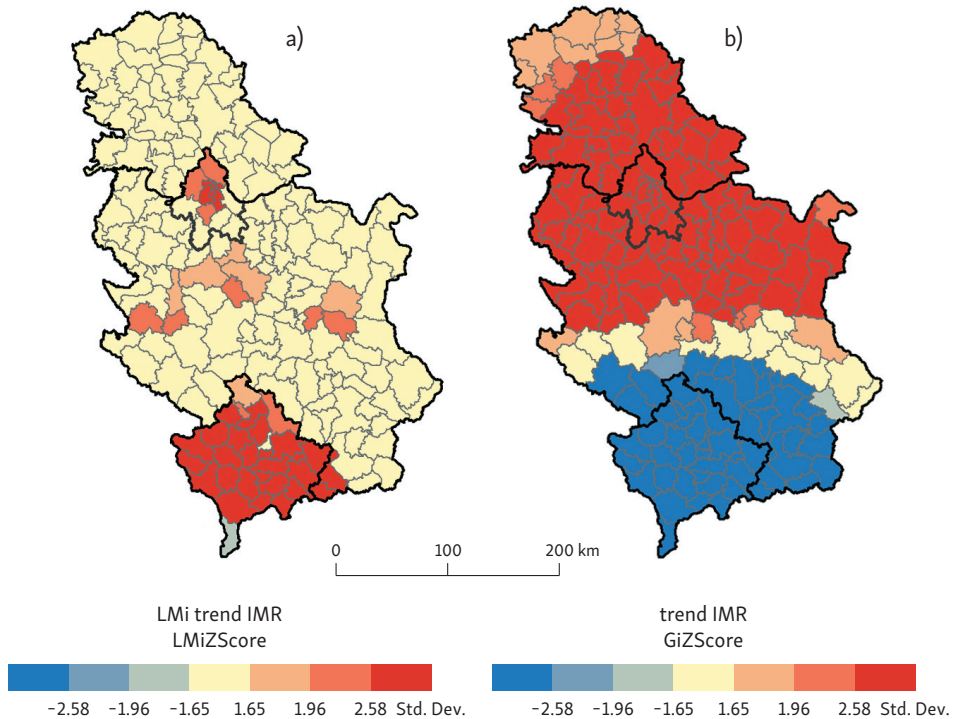 a)
b)
0 100 200 km
LMi trend IMR
LMiZScore
−2.58 −1.96 −1.65 1.65 1.96 2.58 Std. Dev.
trend IMR
GiZScore
−2.58 −1.96 −1.65 1.65 1.96 2.58 Std. Dev.